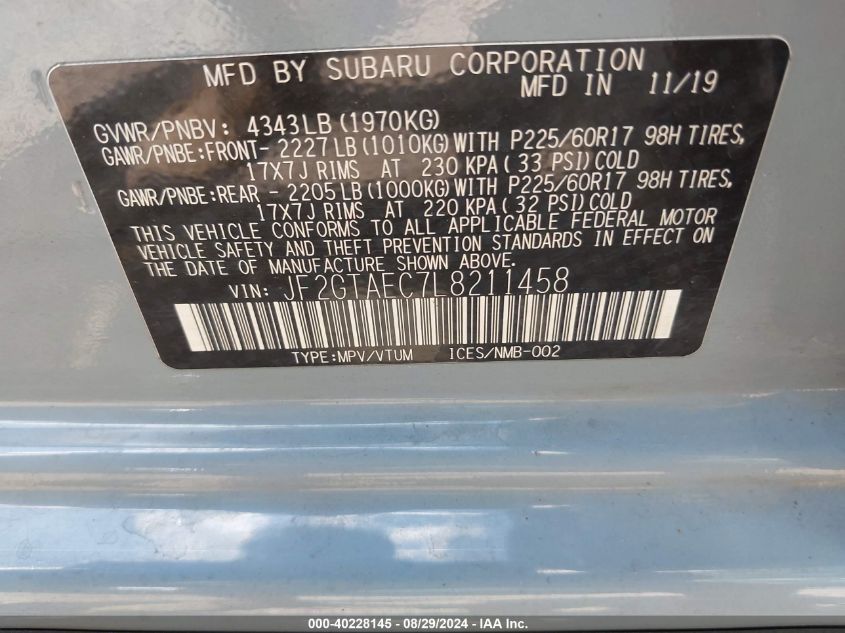 MFD BY SUBARU CORPORATION
MFD IN 11/19
GVWR/PNBV: 4343LB(1970KG)
GAWR/PNBE:FRONT- 2227LB(1010KG)WITH P225/60R17 98H TIRES,
17X7J RIMS AT 230 KPA( 33 PSI)COLD
GAWR/PNBE:REAR - 2205LB(1000KG)WITH P225/60R17 98H TIRES,
17X7J RIMS AT 220 KPA( 32 PSI)COLD
THIS VEHICLE CONFORMS TO ALL APPLICABLE FEDERAL MOTOR
VEHICLE SAFETY AND THEFT PREVENTION STANDARDS IN EFFECT ON
THE DATE OF MANUFACTURE SHOWN ABOVE.
VIN: JF2GTAEC7L8211458
TYPE:MPV/VTUM ICES/NMB-002
000-40228145 - 08/29/2024 - IAA Inc.